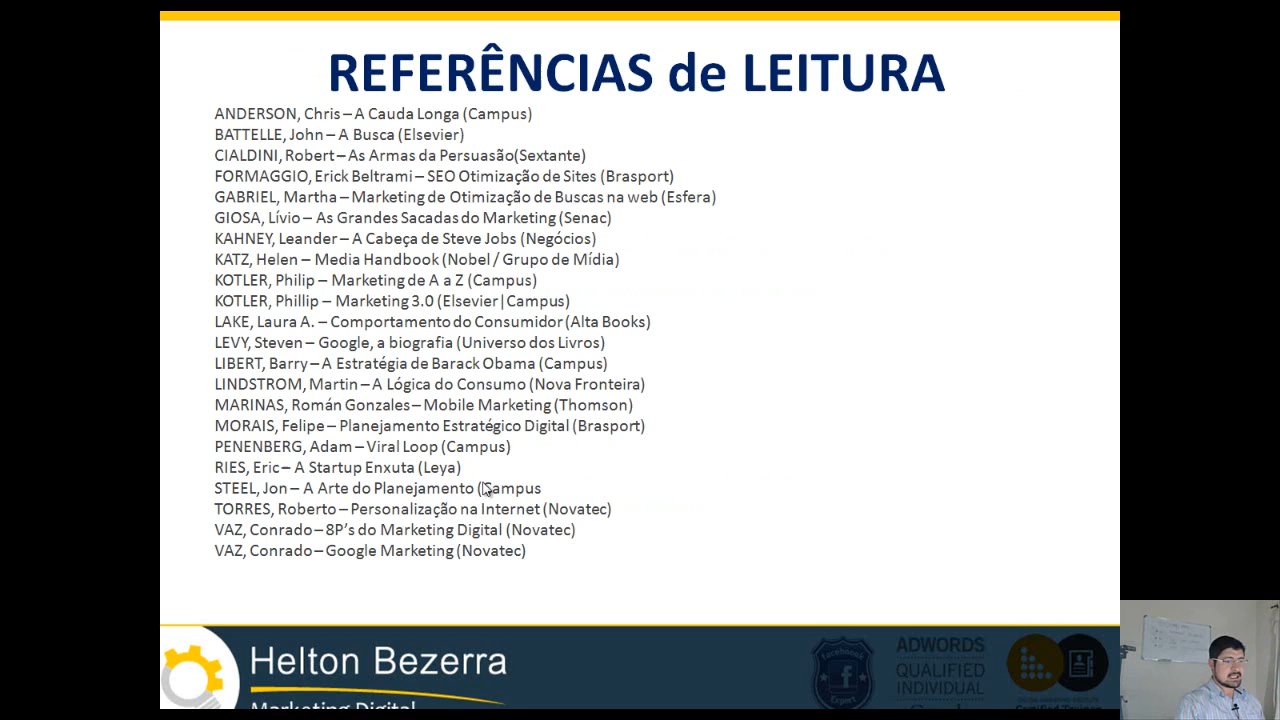 REFERÊNCIAS de LEITURA
ANDERSON, Chris – A Cauda Longa (Campus)
BATTELLE, John – A Busca (Elsevier)
CIALDINI, Robert – As Armas da Persuasão(Sextante)
FORMAGGIO, Erick Beltrami – SEO Otimização de Sites (Brasport)
GABRIEL, Martha – Marketing de Otimização de Buscas na web (Esfera)
GIOSA, Lívio – As Grandes Sacadas do Marketing (Senac)
KAHNEY, Leander – A Cabeça de Steve Jobs (Negócios)
KATZ, Helen – Media Handbook (Nobel / Grupo de Mídia)
KOTLER, Philip – Marketing de A a Z (Campus)
KOTLER, Phillip – Marketing 3.0 (Elsevier|Campus)
LAKE, Laura A. – Comportamento do Consumidor (Alta Books)
LEVY, Steven – Google, a biografia (Universo dos Livros)
LIBERT, Barry – A Estratégia de Barack Obama (Campus)
LINDSTROM, Martin – A Lógica do Consumo (Nova Fronteira)
MARINAS, Román Gonzales – Mobile Marketing (Thomson)
MORAIS, Felipe – Planejamento Estratégico Digital (Brasport)
PENENBERG, Adam – Viral Loop (Campus)
RIES, Eric – A Startup Enxuta (Leya)
STEEL, Jon – A Arte do Planejamento (Campus
TORRES, Roberto – Personalização na Internet (Novatec)
VAZ, Conrado – 8P's do Marketing Digital (Novatec)
VAZ, Conrado – Google Marketing (Novatec)
Helton Bezerra
Marketing Digital
facebook
Expert
ADWORDS
QUALIFIED
INDIVIDUAL